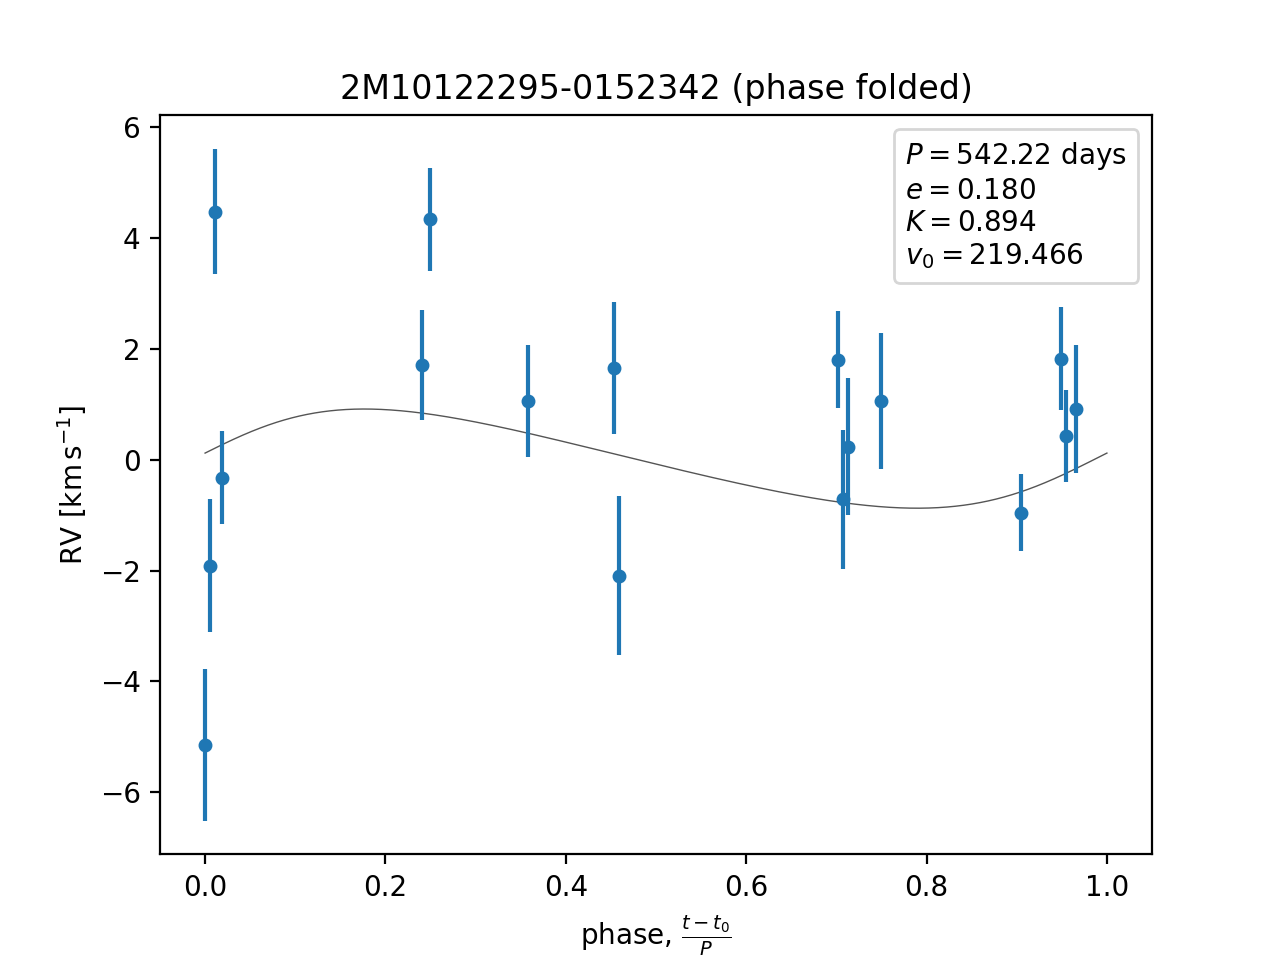 2M10122295-0152342 (phase folded)
P = 542.22 days
e = 0.180
K = 0.894
v₀ = 219.466
6
4
2
0
−2
−4
−6
RV [km s⁻¹]
0.0 0.2 0.4 0.6 0.8 1.0
phase, (t − t₀)/P